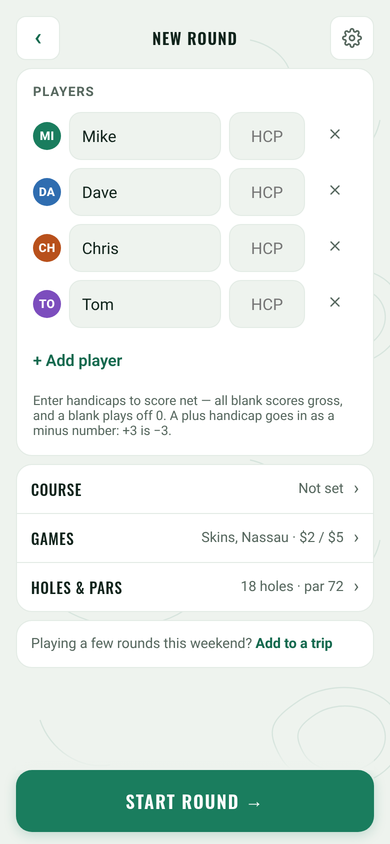 ‹ NEW ROUND
PLAYERS
MI Mike HCP ×
DA Dave HCP ×
CH Chris HCP ×
TO Tom HCP ×
+ Add player
Enter handicaps to score net — all blank scores gross,
and a blank plays off 0. A plus handicap goes in as a
minus number: +3 is −3.
COURSE Not set ›
GAMES Skins, Nassau · $2 / $5 ›
HOLES & PARS 18 holes · par 72 ›
Playing a few rounds this weekend? Add to a trip
START ROUND →